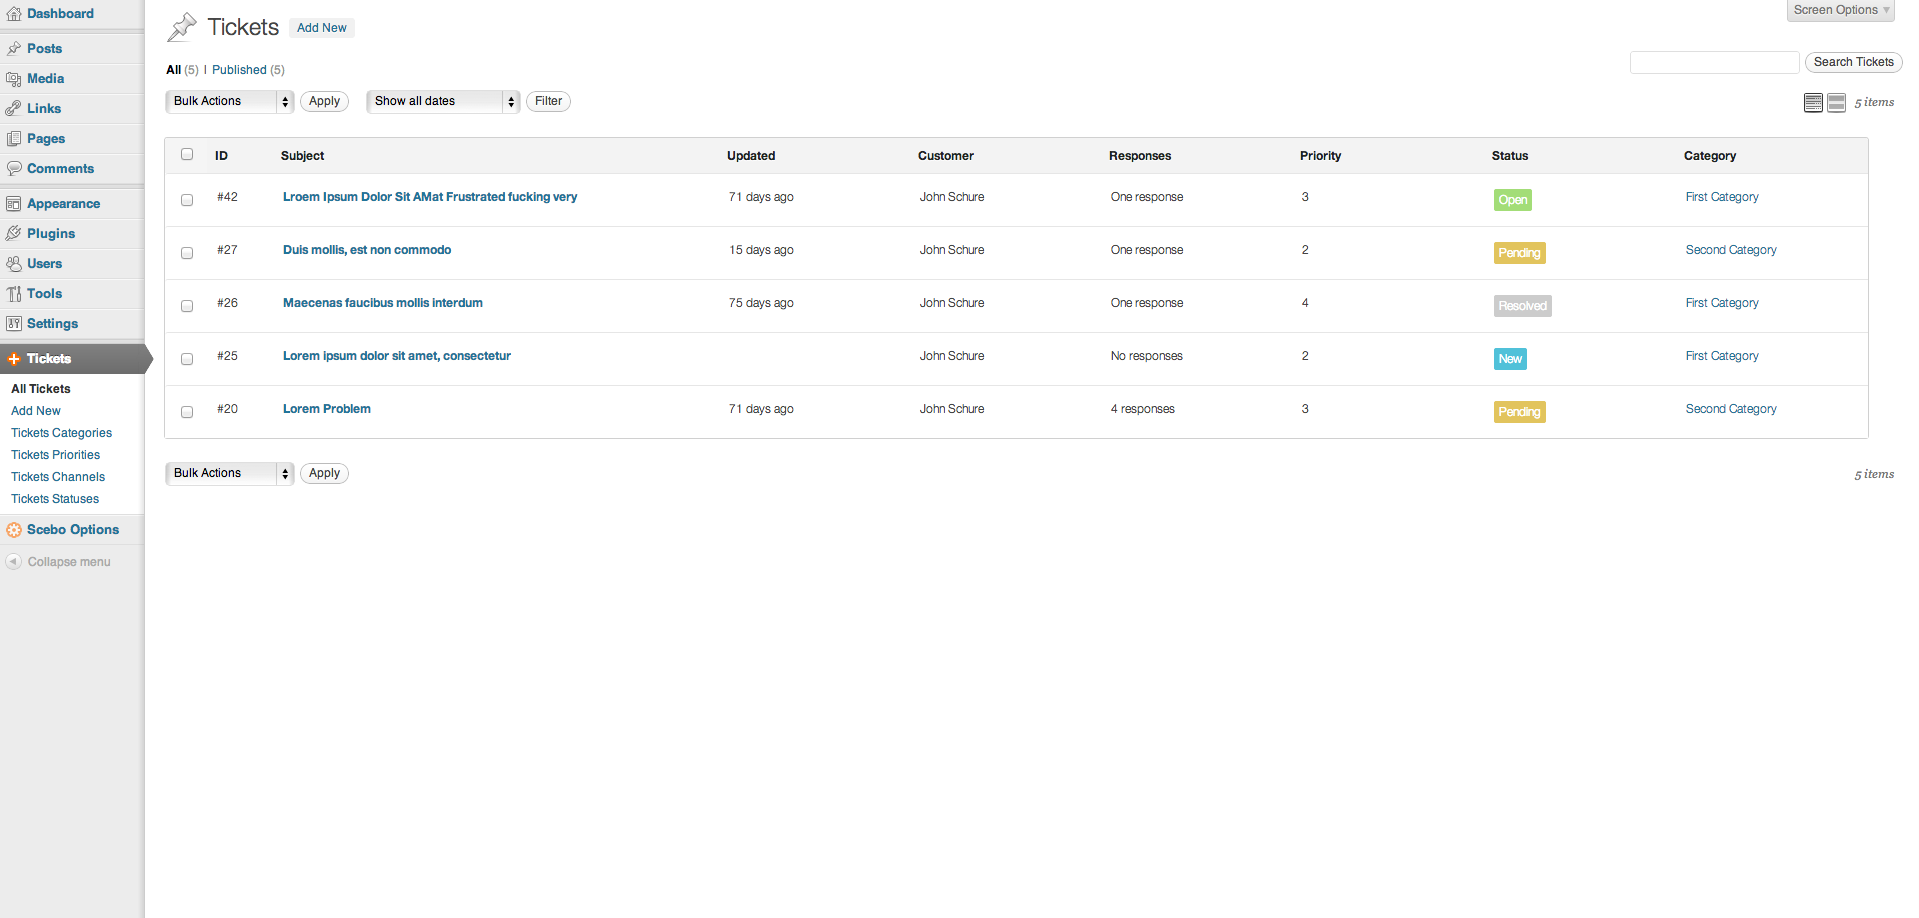 Dashboard
Posts
Media
Links
Pages
Comments
Appearance
Plugins
Users
Tools
Settings
Tickets
All Tickets
Add New
Tickets Categories
Tickets Priorities
Tickets Channels
Tickets Statuses
Scebo Options
Collapse menu
Screen Options
Tickets Add New
All (5) | Published (5)
Search Tickets
Bulk Actions Apply Show all dates Filter
5 items
ID Subject Updated Customer Responses Priority Status Category
#42 Lroem Ipsum Dolor Sit AMat Frustrated fucking very 71 days ago John Schure One response 3 Open First Category
#27 Duis mollis, est non commodo 15 days ago John Schure One response 2 Pending Second Category
#26 Maecenas faucibus mollis interdum 75 days ago John Schure One response 4 Resolved First Category
#25 Lorem ipsum dolor sit amet, consectetur John Schure No responses 2 New First Category
#20 Lorem Problem 71 days ago John Schure 4 responses 3 Pending Second Category
Bulk Actions Apply
5 items